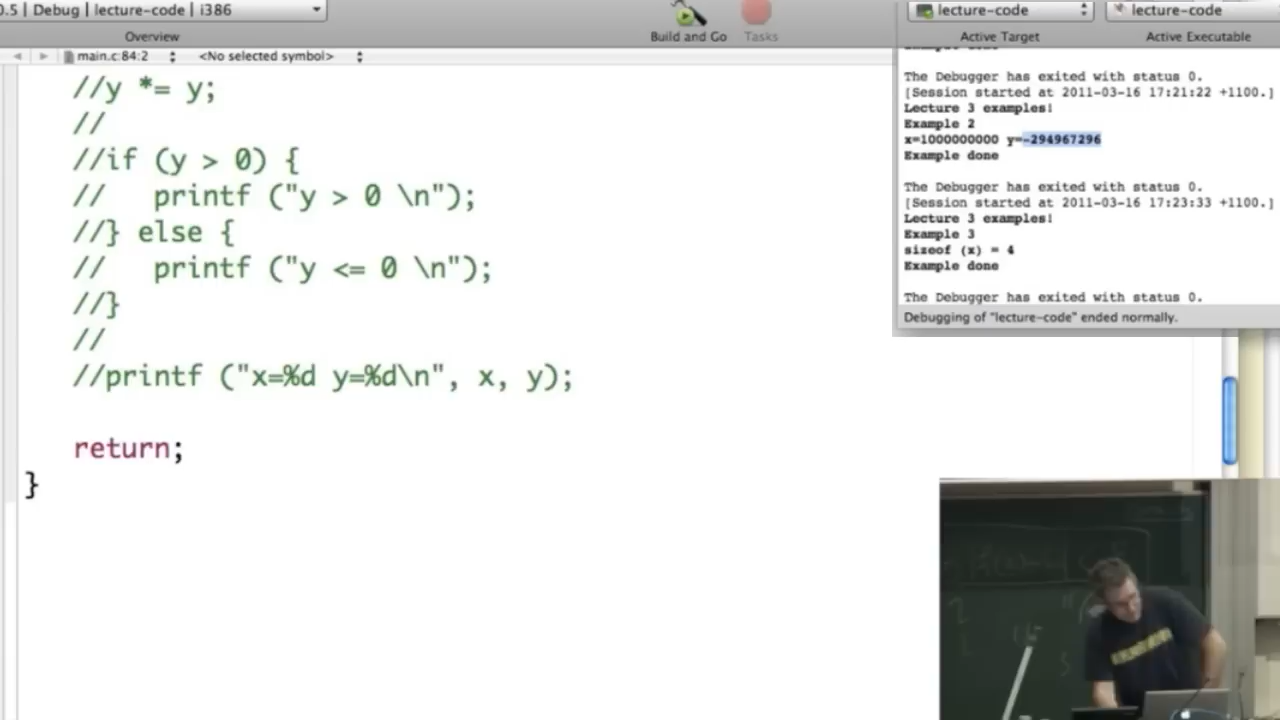 0.5 | Debug | lecture-code | i386
Overview
Build and Go
Tasks
main.c:84:2
<No selected symbol>
//y *= y;
//
//if (y > 0) {
//   printf ("y > 0 \n");
//} else {
//   printf ("y <= 0 \n");
//}
//
//printf ("x=%d y=%d\n", x, y);
return;
}
lecture-code
lecture-code
Active Target
Active Executable
Example done
The Debugger has exited with status 0.
[Session started at 2011-03-16 17:21:22 +1100.]
Lecture 3 examples!
Example 2
x=1000000000 y=-294967296
Example done
The Debugger has exited with status 0.
[Session started at 2011-03-16 17:23:33 +1100.]
Lecture 3 examples!
Example 3
sizeof (x) = 4
Example done
The Debugger has exited with status 0.
Debugging of "lecture-code" ended normally.